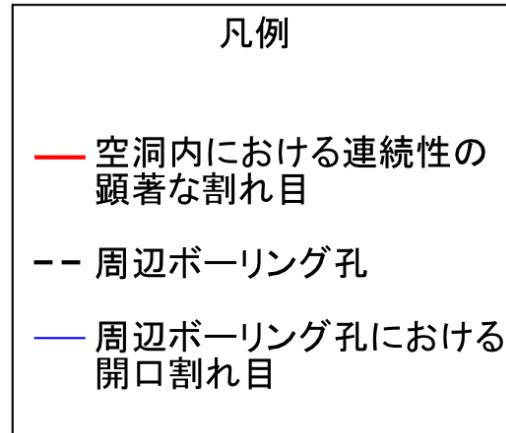 凡例
空洞内における連続性の
顕著な割れ目
周辺ボーリング孔
周辺ボーリング孔における
開口割れ目